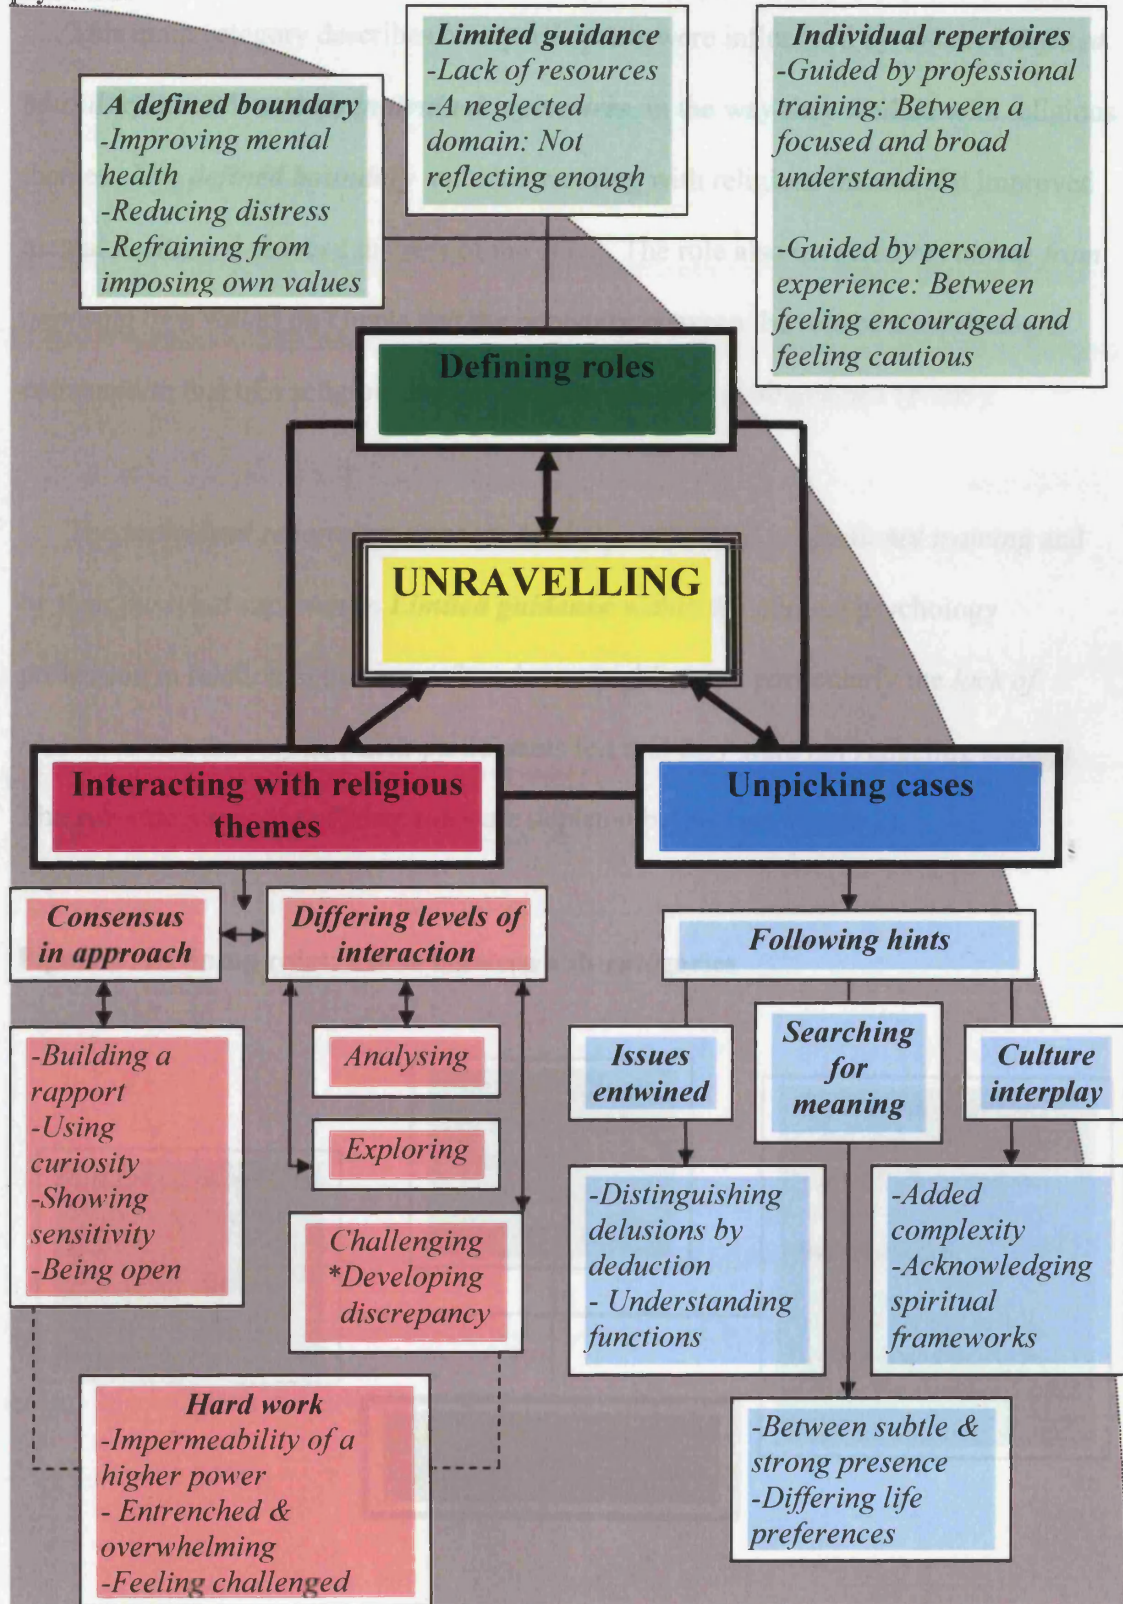 A defined boundary
-Improving mental
health
-Reducing distress
-Refraining from
imposing own values
Limited guidance
-Lack of resources
-A neglected
domain: Not
reflecting enough
Individual repertoires
-Guided by professional
training: Between a
focused and broad
understanding
-Guided by personal
experience: Between
feeling encouraged and
feeling cautious
Defining roles
UNRAVELLING
Interacting with religious
themes
Unpicking cases
Consensus
in approach
Differing levels of
interaction
-Building a
rapport
-Using
curiosity
-Showing
sensitivity
-Being open
Analysing
Exploring
Challenging
*Developing
discrepancy
Hard work
-Impermeability of a
higher power
- Entrenched &
overwhelming
-Feeling challenged
Following hints
Issues
entwined
Searching
for
meaning
Culture
interplay
-Distinguishing
delusions by
deduction
- Understanding
functions
-Added
complexity
-Acknowledging
spiritual
frameworks
-Between subtle &
strong presence
-Differing life
preferences